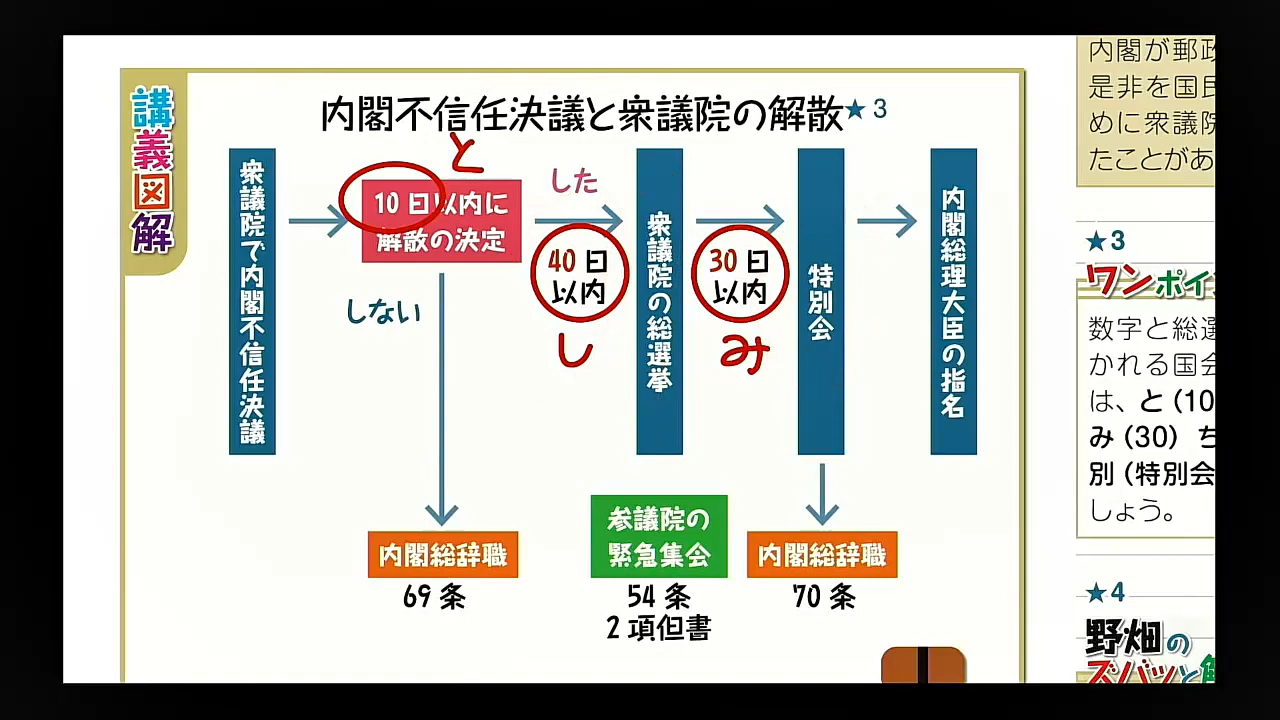 講義図解
内閣不信任決議と衆議院の解散★3
衆議院で内閣不信任決議
と
10日以内に
解散の決定
した
しない
40日
以内
し
衆議院の総選挙
30日
以内
み
特別会
内閣総理大臣の指名
内閣総辞職
69条
参議院の
緊急集会
54条
2項但書
内閣総辞職
70条
内閣が郵政
是非を国民
めに衆議院
たことがあ
★3
ワンポイン
数字と総選
かれる国会
は、と(10
み(30) ち
別(特別会
しょう。
★4
野畑の
ズバッと解